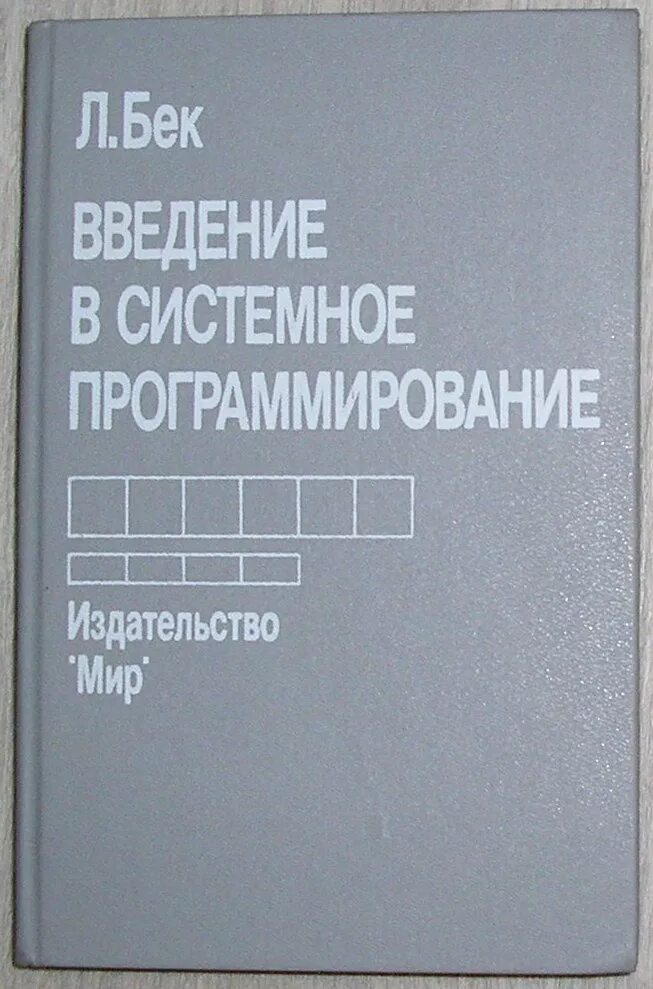 Л.Бек
ВВЕДЕНИЕ
В СИСТЕМНОЕ
ПРОГРАММИРОВАНИЕ
Издательство
"Мир"